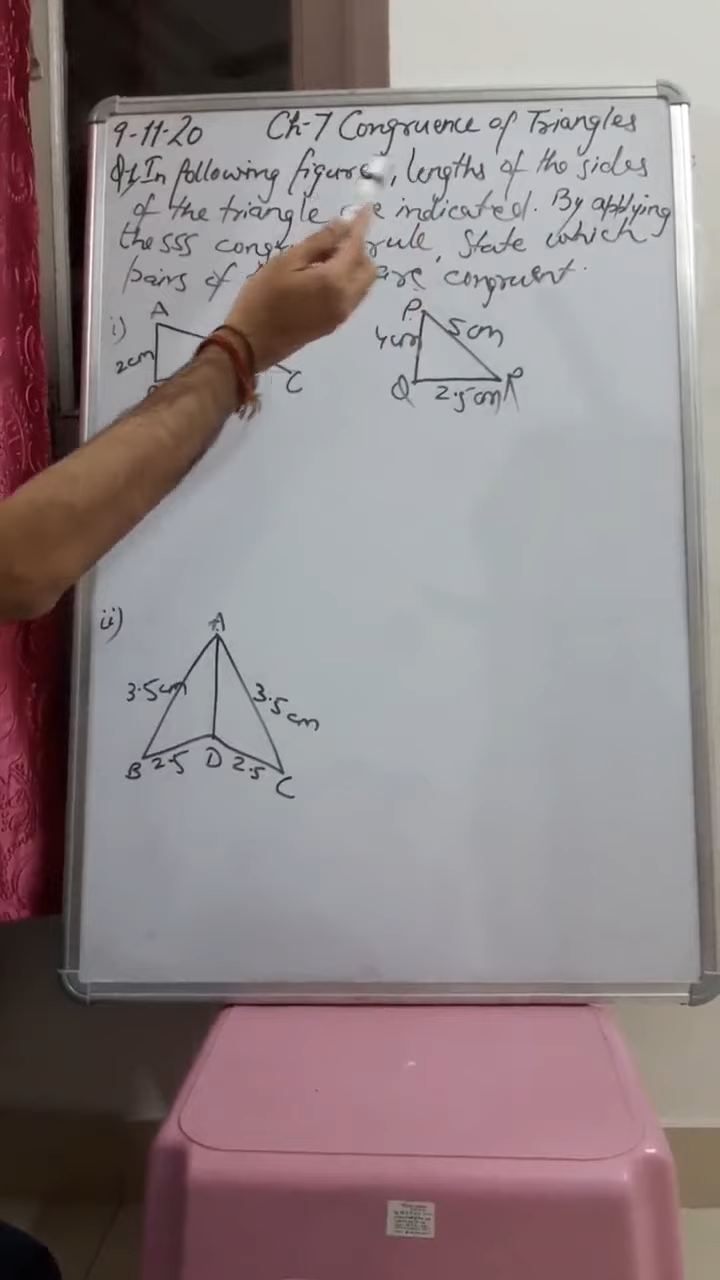 9-11-20 Ch-7 Congruence of Triangles
Q1. In following figures, lengths of the sides
of the triangle are indicated. By applying
the SSS rule, State which
pairs of are congruent.
i) A P
2cm 4cm 5cm
C Q 2.5cm R
ii) A
3.5cm 3.5cm
B 2.5 D 2.5 C